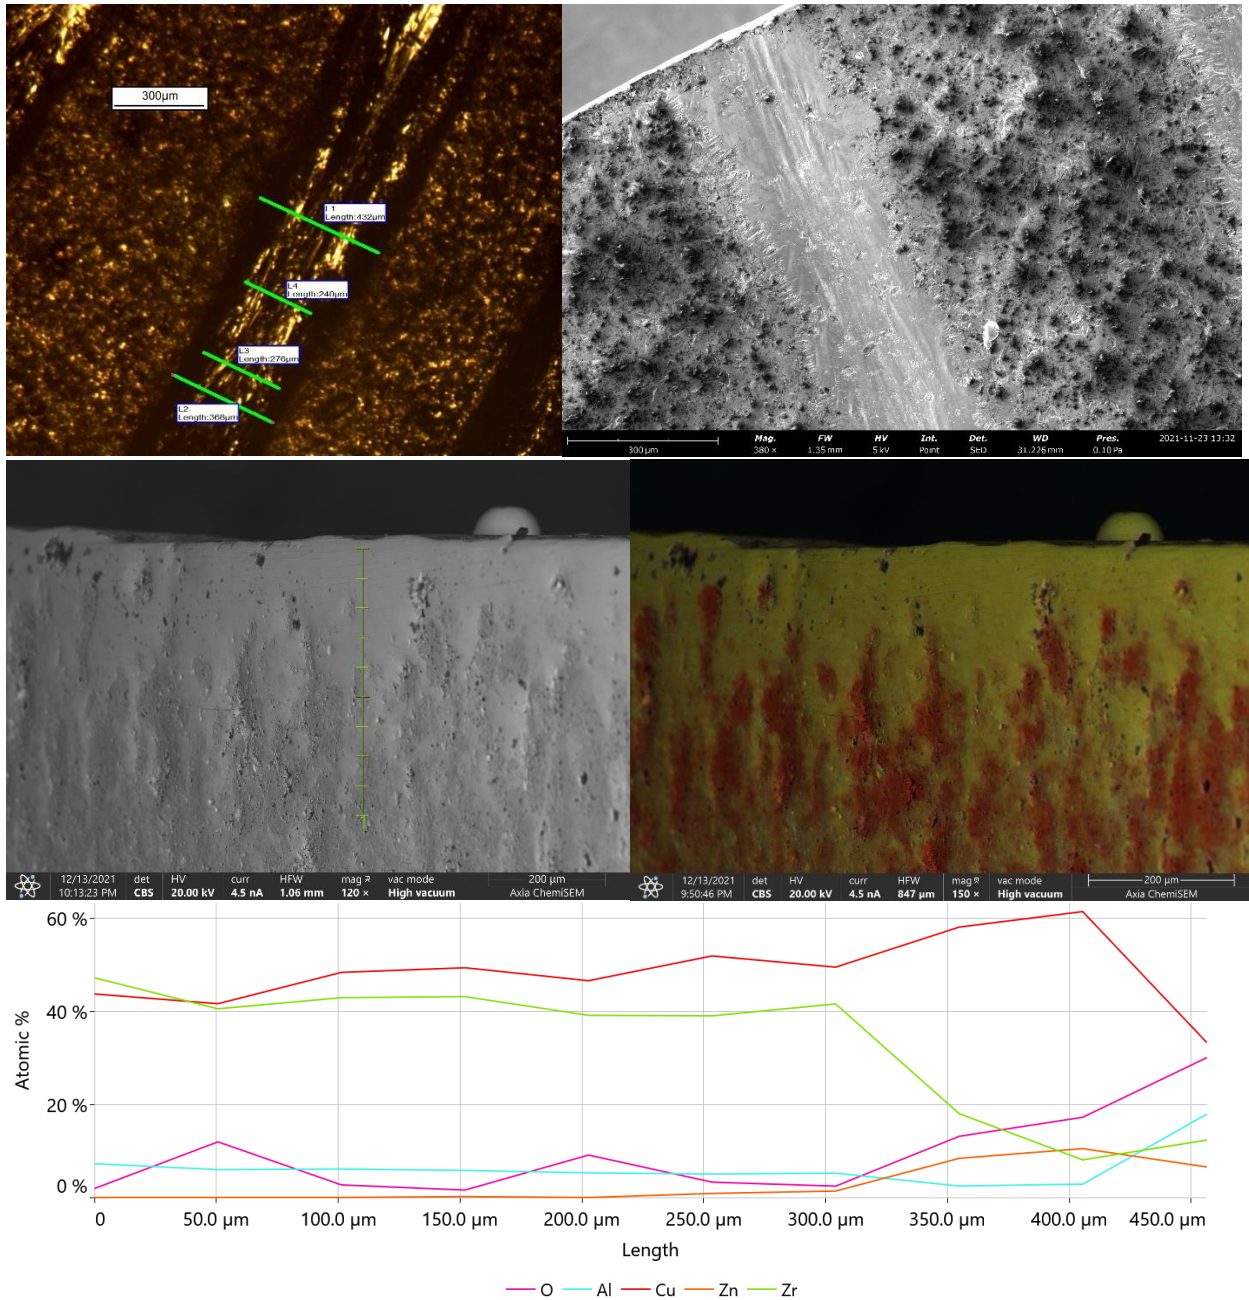 300µm
L1
Length:432µm
L4
Length:240µm
L3
Length:276µm
L2
Length:368µm
300 µm
Mag. FW HV Int. Det. WD Pres. 2021-11-23 13:32
380 × 1.35 mm 5 kV Point SED 31.226 mm 0.10 Pa
12/13/2021 det HV curr HFW mag vac mode 200 µm
10:13:23 PM CBS 20.00 kV 4.5 nA 1.06 mm 120 × High vacuum Axia ChemiSEM
12/13/2021 det HV curr HFW mag vac mode 200 µm
9:50:46 PM CBS 20.00 kV 4.5 nA 847 µm 150 × High vacuum Axia ChemiSEM
60 %
40 %
20 %
0 %
Atomic %
0 50.0 µm 100.0 µm 150.0 µm 200.0 µm 250.0 µm 300.0 µm 350.0 µm 400.0 µm 450.0 µm
Length
O Al Cu Zn Zr